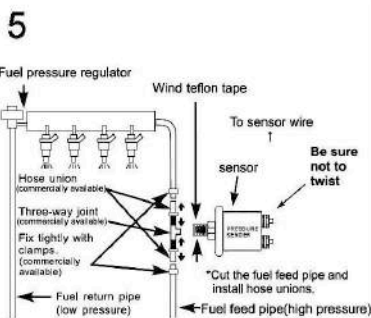 5
Fuel pressure regulator
Wind teflon tape
To sensor wire
Be sure
not to
twist
sensor
Hose union
(commercially available)
Three-way joint
(commercially available)
Fix tightly with
clamps.
(commercially
available)
PRESSURE
SENDER
*Cut the fuel feed pipe and
install hose unions.
Fuel return pipe
(low pressure)
Fuel feed pipe(high pressure)